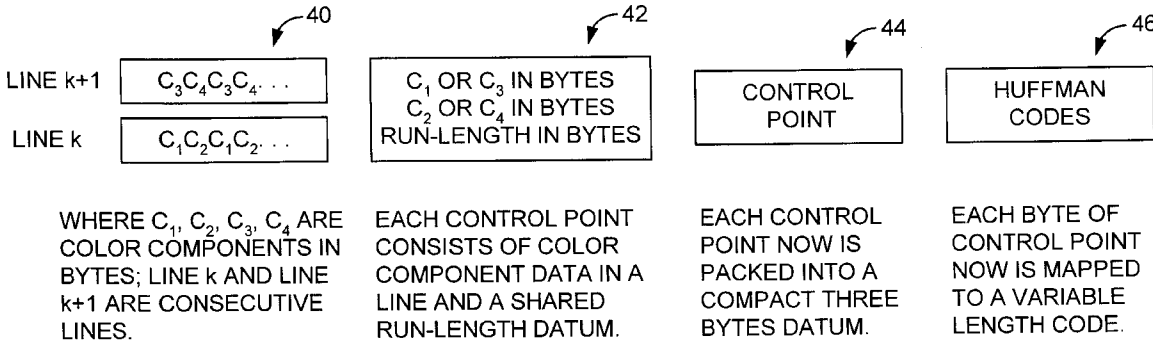 40
42
44
46
LINE k+1
C₃C₄C₃C₄. . .
LINE k
C₁C₂C₁C₂. . .
C₁ OR C₃ IN BYTES
C₂ OR C₄ IN BYTES
RUN-LENGTH IN BYTES
CONTROL
POINT
HUFFMAN
CODES
WHERE C₁, C₂, C₃, C₄ ARE
COLOR COMPONENTS IN
BYTES; LINE k AND LINE
k+1 ARE CONSECUTIVE
LINES.
EACH CONTROL POINT
CONSISTS OF COLOR
COMPONENT DATA IN A
LINE AND A SHARED
RUN-LENGTH DATUM.
EACH CONTROL
POINT NOW IS
PACKED INTO A
COMPACT THREE
BYTES DATUM.
EACH BYTE OF
CONTROL POINT
NOW IS MAPPED
TO A VARIABLE
LENGTH CODE.